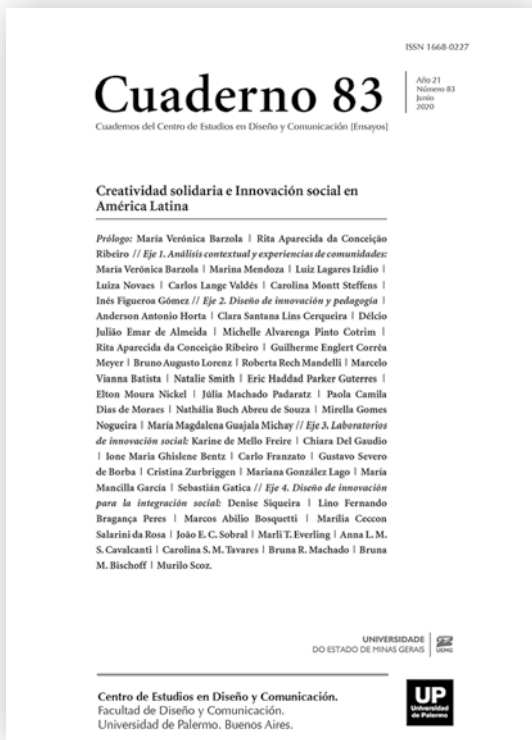 ISSN 1668-0227
Cuaderno 83
Año 21
Número 83
Junio
2020
Cuadernos del Centro de Estudios en Diseño y Comunicación [Ensayos]
Creatividad solidaria e Innovación social en
América Latina
Prólogo: María Verónica Barzola | Rita Aparecida da Conceição
Ribeiro // Eje 1. Análisis contextual y experiencias de comunidades:
María Verónica Barzola | Marina Mendoza | Luiz Lagares Izidio |
Luiza Novaes | Carlos Lange Valdés | Carolina Montt Steffens |
Inés Figueroa Gómez // Eje 2. Diseño de innovación y pedagogía |
Anderson Antonio Horta | Clara Santana Lins Cerqueira | Délcio
Julião Emar de Almeida | Michelle Alvarenga Pinto Cotrim |
Rita Aparecida da Conceição Ribeiro | Guilherme Englert Corrêa
Meyer | Bruno Augusto Lorenz | Roberta Rech Mandelli | Marcelo
Vianna Batista | Natalie Smith | Eric Haddad Parker Guterres |
Elton Moura Nickel | Júlia Machado Padaratz | Paola Camila
Dias de Moraes | Nathália Buch Abreu de Souza | Mirella Gomes
Nogueira | María Magdalena Guajala Michay // Eje 3. Laboratorios
de innovación social: Karine de Mello Freire | Chiara Del Gaudio
| Ione Maria Ghislene Bentz | Carlo Franzato | Gustavo Severo
de Borba | Cristina Zurbriggen | Mariana González Lago | María
Mancilla García | Sebastián Gatica // Eje 4. Diseño de innovación
para la integración social: Denise Siqueira | Lino Fernando
Bragança Peres | Marcos Abilio Bosquetti | Marilia Ceccon
Salarini da Rosa | João E. C. Sobral | Marli T. Everling | Anna L. M.
S. Cavalcanti | Carolina S. M. Tavares | Bruna R. Machado | Bruna
M. Bischoff | Murilo Scoz.
UNIVERSIDADE
DO ESTADO DE MINAS GERAIS
UEMG
Centro de Estudios en Diseño y Comunicación.
Facultad de Diseño y Comunicación.
Universidad de Palermo. Buenos Aires.
UP
Universidad
de Palermo